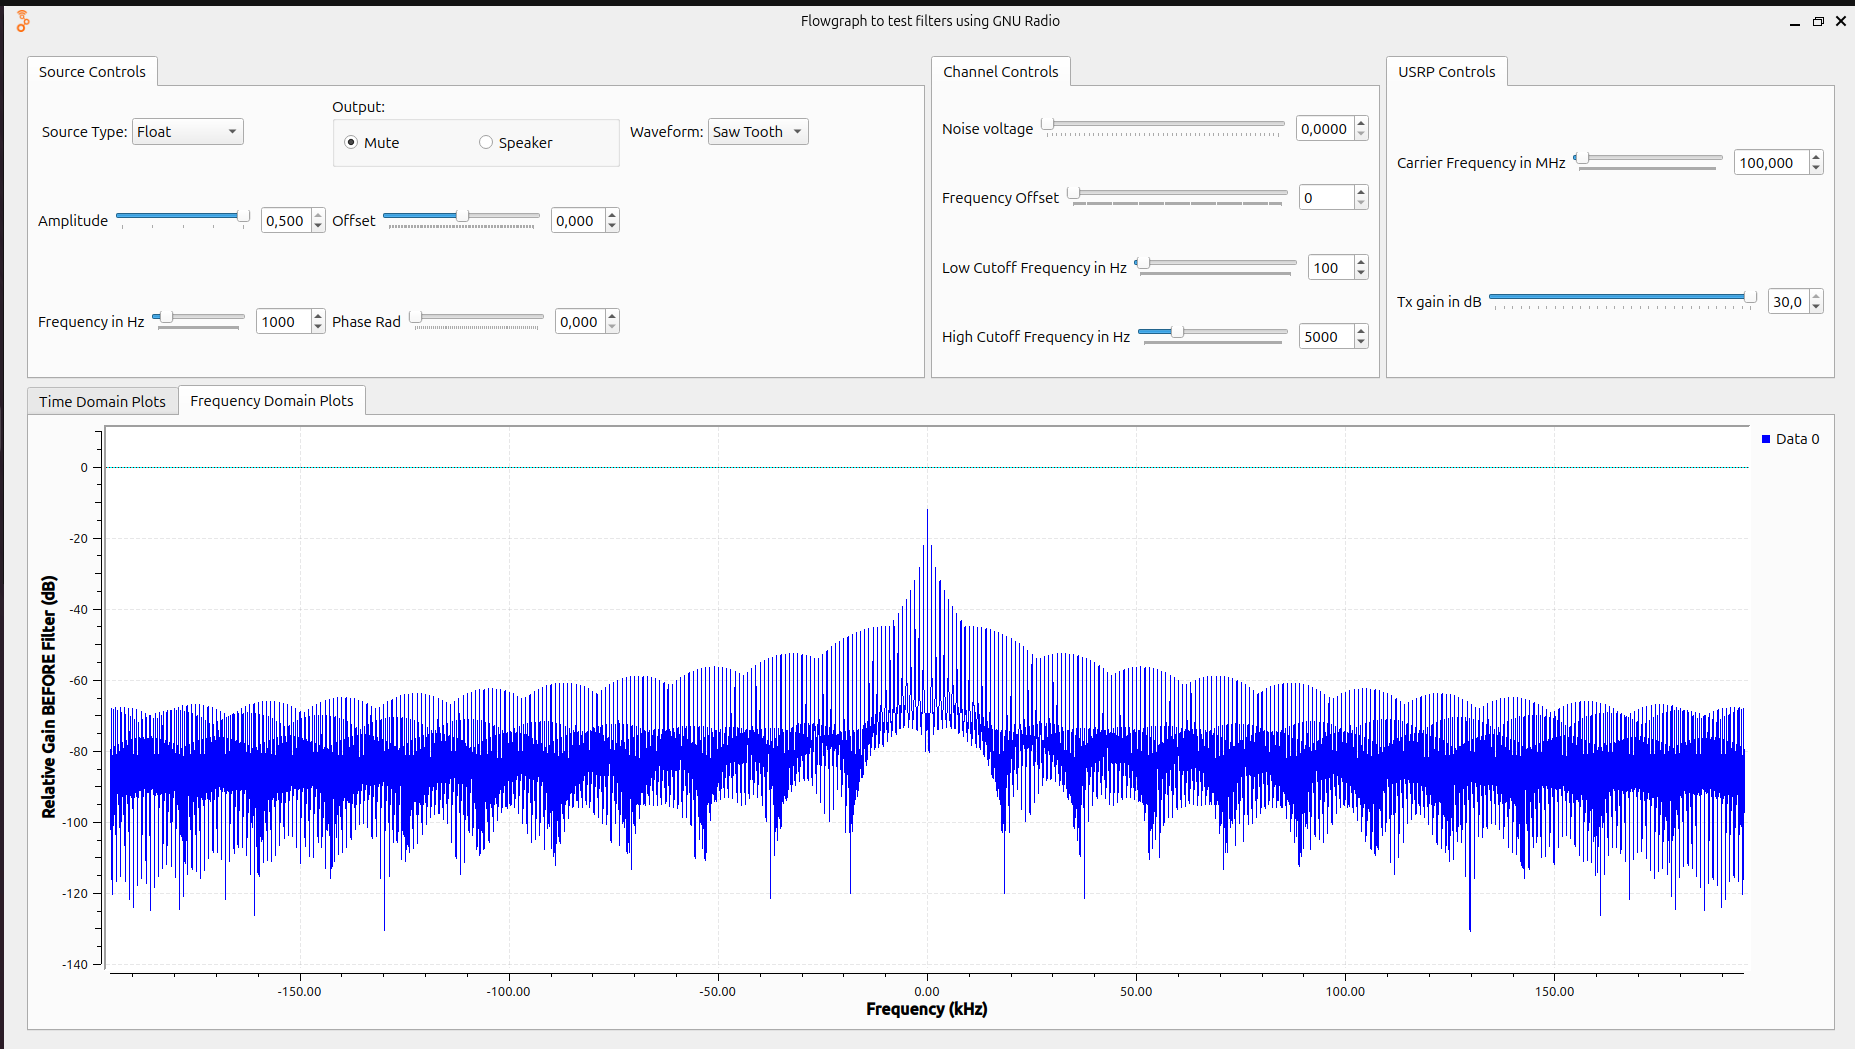 Flowgraph to test filters using GNU Radio
Source Controls
Source Type: Float
Output:
Mute Speaker
Waveform: Saw Tooth
Amplitude 0,500 Offset 0,000
Frequency in Hz 1000 Phase Rad 0,000
Channel Controls
Noise voltage 0,0000
Frequency Offset 0
Low Cutoff Frequency in Hz 100
High Cutoff Frequency in Hz 5000
USRP Controls
Carrier Frequency in MHz 100,000
Tx gain in dB 30,0
Time Domain Plots Frequency Domain Plots
Data 0
Relative Gain BEFORE Filter (dB)
0
-20
-40
-60
-80
-100
-120
-140
-150.00 -100.00 -50.00 0.00 50.00 100.00 150.00
Frequency (kHz)